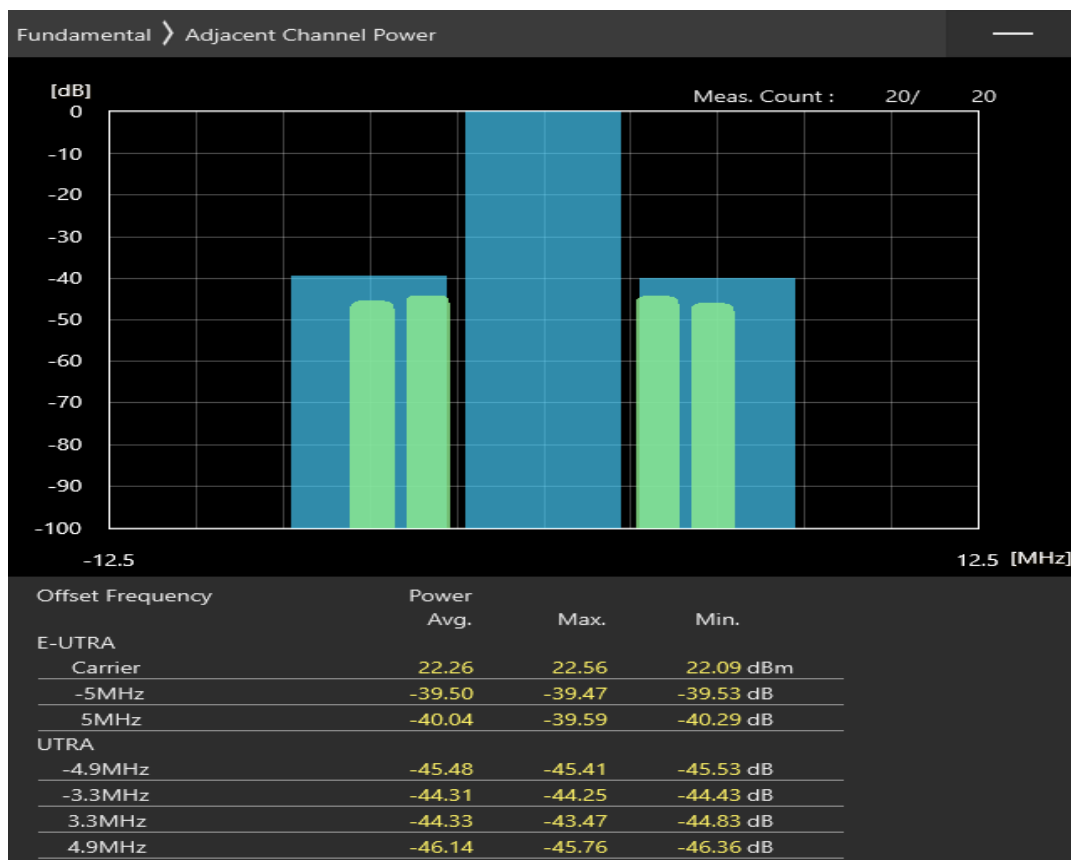 Fundamental ❯ Adjacent Channel Power
[dB]
Meas. Count : 20/ 20
0
-10
-20
-30
-40
-50
-60
-70
-80
-90
-100
-12.5 12.5 [MHz]
Offset Frequency Power
Avg. Max. Min.
E-UTRA
Carrier 22.26 22.56 22.09 dBm
-5MHz -39.50 -39.47 -39.53 dB
5MHz -40.04 -39.59 -40.29 dB
UTRA
-4.9MHz -45.48 -45.41 -45.53 dB
-3.3MHz -44.31 -44.25 -44.43 dB
3.3MHz -44.33 -43.47 -44.83 dB
4.9MHz -46.14 -45.76 -46.36 dB